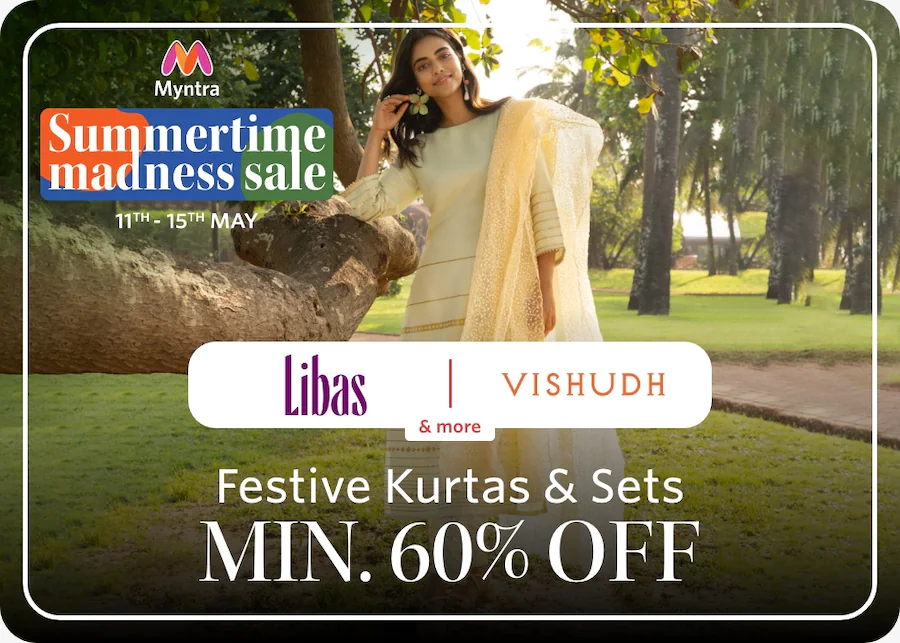 Myntra
Summertime
madness sale
11TH - 15TH MAY
Libas
VISHUDH
& more
Festive Kurtas & Sets
MIN. 60% OFF